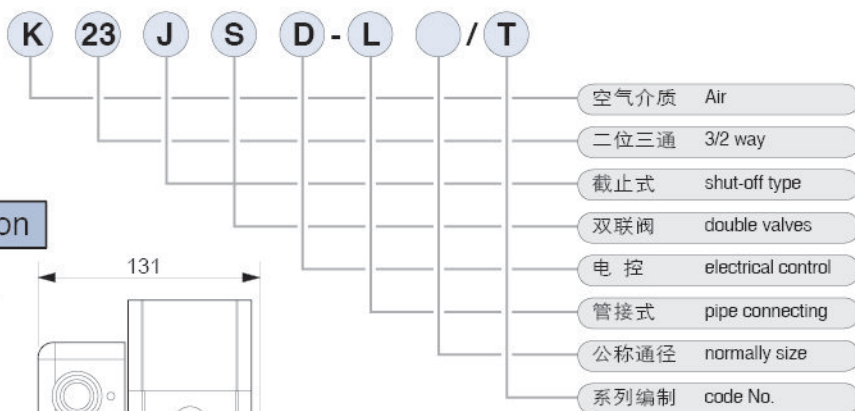 K 23 J S D - L / T
空气介质 Air
二位三通 3/2 way
截止式 shut-off type
双联阀 double valves
on
电 控 electrical control
131
管接式 pipe connecting
公称通径 normally size
系列编制 code No.